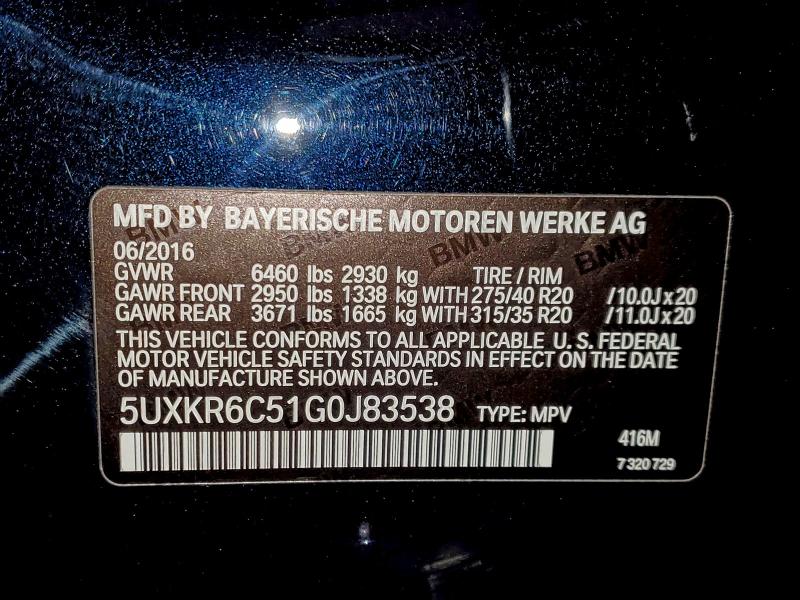 MFD BY BAYERISCHE MOTOREN WERKE AG
06/2016
GVWR 6460 lbs 2930 kg TIRE / RIM
GAWR FRONT 2950 lbs 1338 kg WITH 275/40 R20 /10.0J x 20
GAWR REAR 3671 lbs 1665 kg WITH 315/35 R20 /11.0J x 20
THIS VEHICLE CONFORMS TO ALL APPLICABLE U. S. FEDERAL
MOTOR VEHICLE SAFETY STANDARDS IN EFFECT ON THE DATE
OF MANUFACTURE SHOWN ABOVE.
5UXKR6C51G0J83538 TYPE: MPV
416M
7 320 729
BMW
BMW